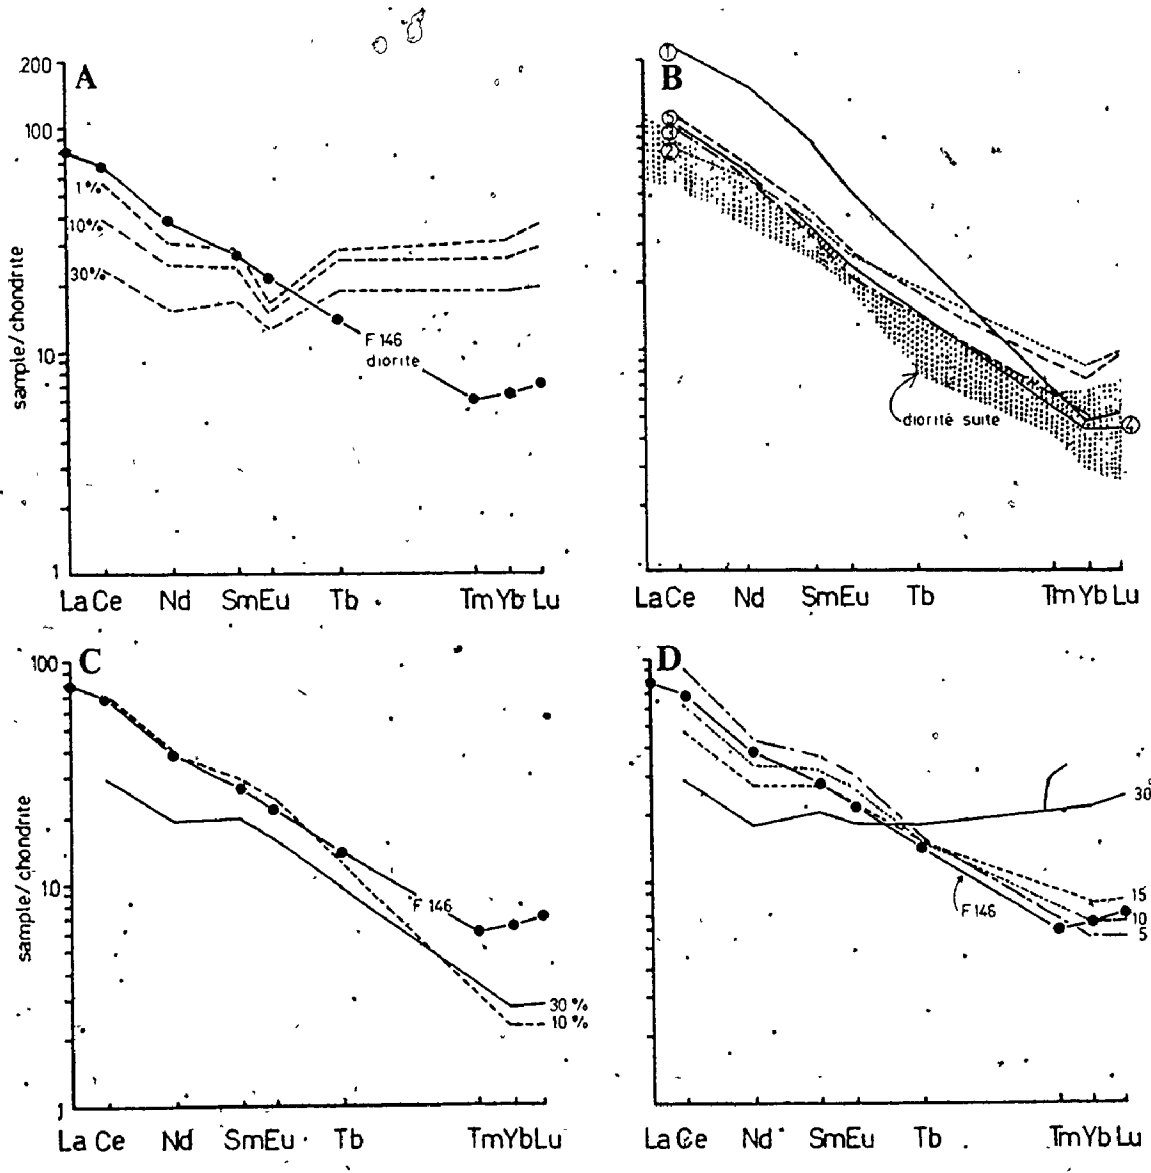 A
200
100
10
1
sample/chondrite
1%
10%
30%
F 146
diorite
La Ce Nd Sm Eu Tb Tm Yb Lu
B
1
5
3
2
4
diorité suite
La Ce Nd Sm Eu Tb Tm Yb Lu
C
100
10
1
sample/chondrite
F 146
30%
10%
La Ce Nd Sm Eu Tb Tm Yb Lu
D
30
15
10
5
F 146
La Ce Nd Sm Eu Tb Tm Yb Lu